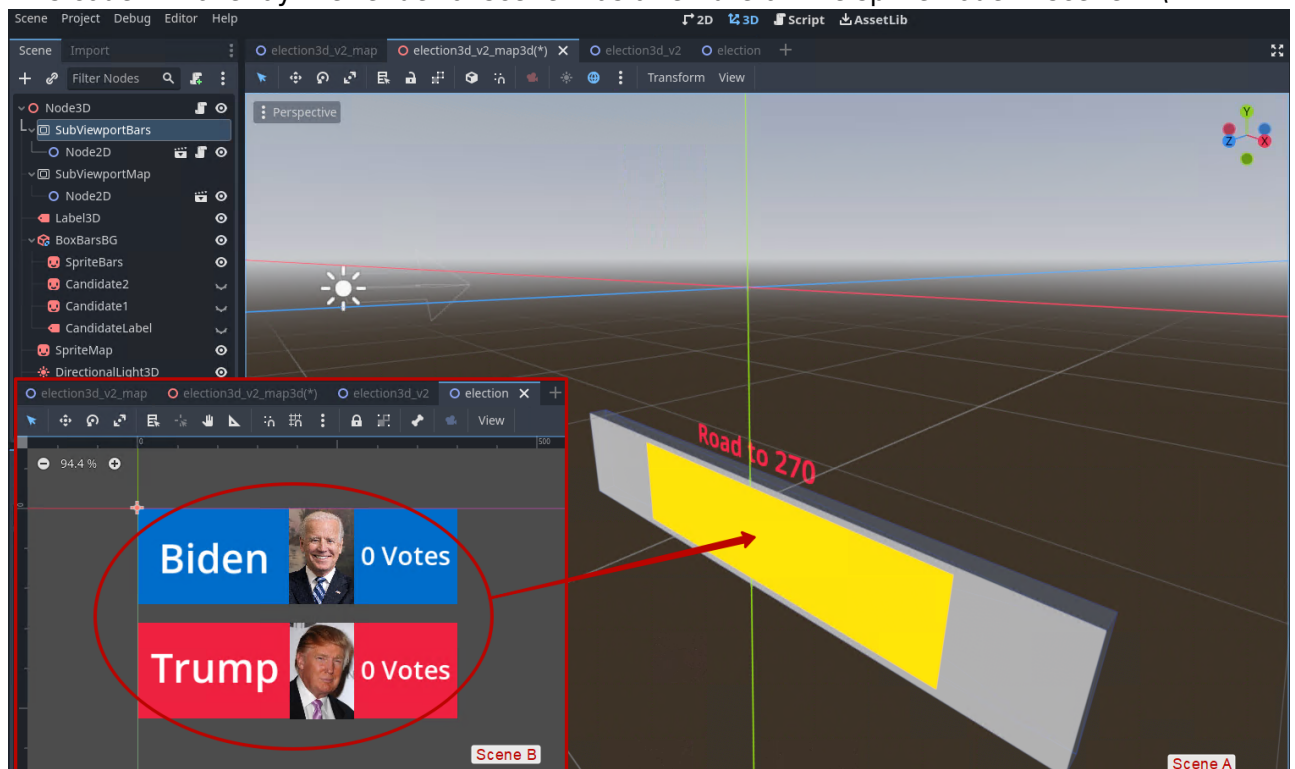 Scene Project Debug Editor Help
2D 3D Script AssetLib
Scene Import
election3d_v2_map election3d_v2_map3d(*) election3d_v2 election
Filter Nodes
Transform View
Node3D
Perspective
SubViewportBars
Node2D
SubViewportMap
Node2D
Label3D
BoxBarsBG
SpriteBars
Candidate2
Candidate1
CandidateLabel
SpriteMap
DirectionalLight3D
Y
Z X
Road to 270
election3d_v2_map election3d_v2_map3d(*) election3d_v2 election
View
0 500
94.4 %
0
Biden 0 Votes
Trump 0 Votes
Scene B
Scene A